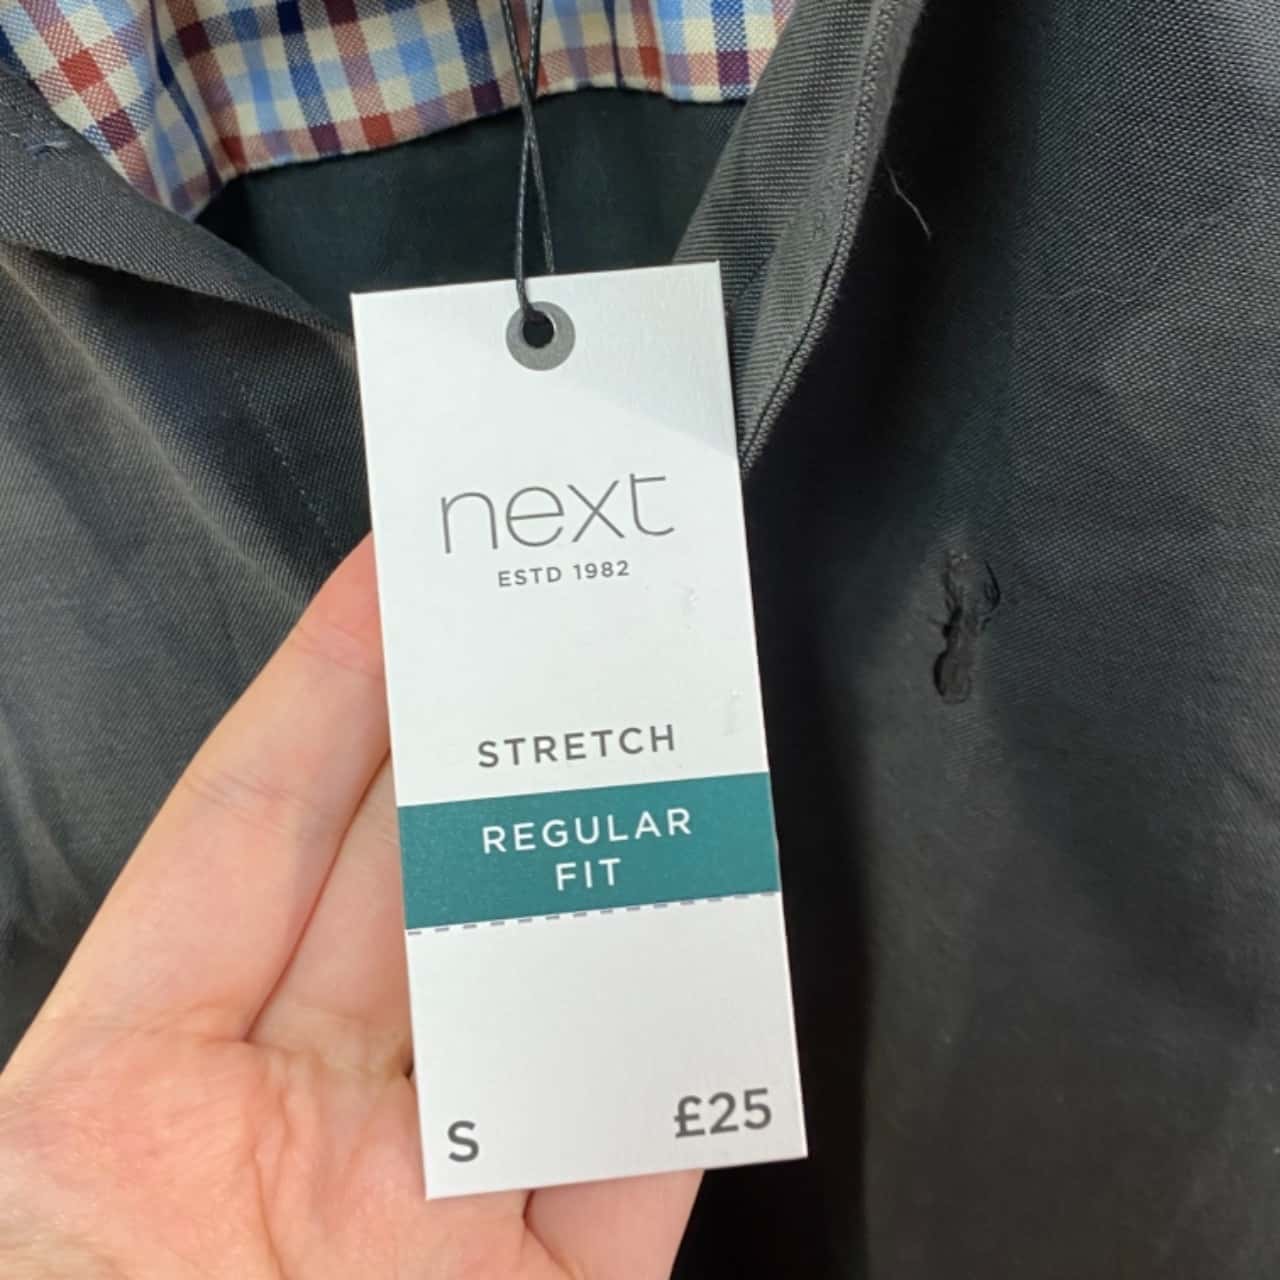 next
ESTD 1982
STRETCH
REGULAR
FIT
S £25